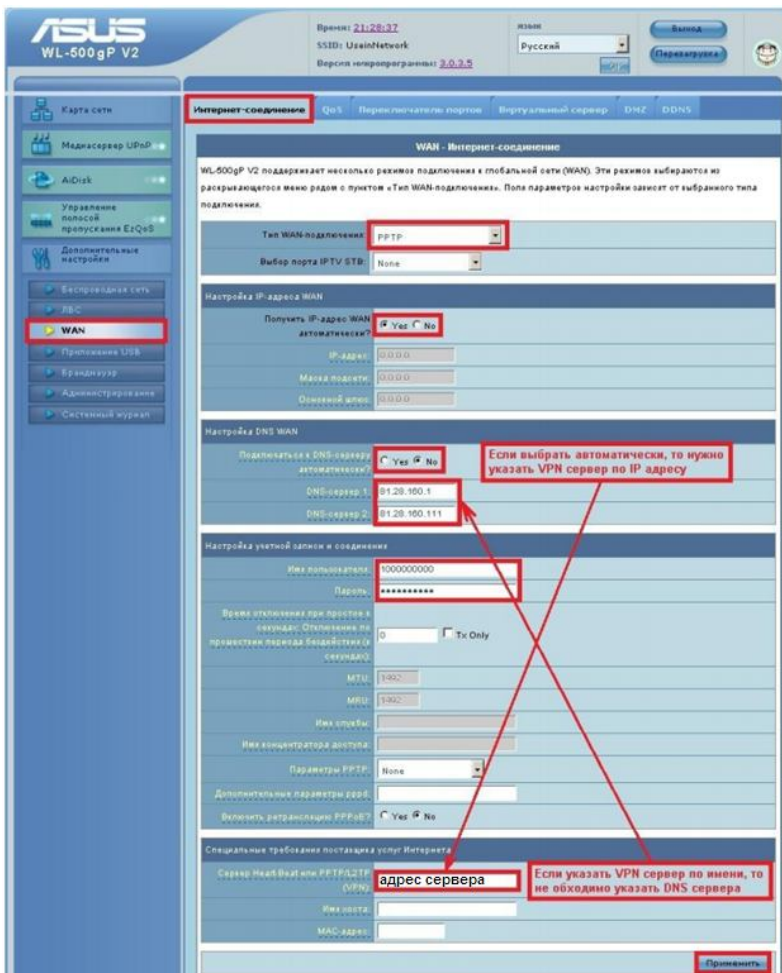 ASUS
WL-500gP V2
Время: 21:28:37
SSID: UseinNetwork
Версия микропрограммы: 3.0.3.5
язык
Русский
Выход
Перезагрузка
Карта сети
Медиасервер UPnP
AiDisk
Управление
полосой
пропускания EzQoS
Дополнительные
настройки
Беспроводная сеть
ЛВС
WAN
Приложение USB
Брандмауэр
Администрирование
Системный журнал
Интернет-соединение
QoS
Переключатель портов
Виртуальный сервер
DMZ
DDNS
WAN - Интернет-соединение
WL-500gP V2 поддерживает несколько режимов подключения к глобальной сети (WAN). Эти режимы выбираются из
раскрывающегося меню рядом с пунктом «Тип WAN-подключения». Поля параметров настройки зависят от выбранного типа
подключения.
Тип WAN-подключения: PPTP
Выбор порта IPTV STB: None
Настройка IP-адреса WAN
Получить IP-адрес WAN
автоматически? Yes No
IP-адрес: 0.0.0.0
Маска подсети: 0.0.0.0
Основной шлюз: 0.0.0.0
Настройка DNS WAN
Подключаться к DNS-серверу
автоматически? Yes No
DNS-сервер 1: 81.28.160.1
DNS-сервер 2: 81.28.160.111
Если выбрать автоматически, то нужно
указать VPN сервер по IP адресу
Настройка учетной записи и соединения
Имя пользователя: 1000000000
Пароль: **********
Время отключения при простое в
секундах: Отключение по
прошествии периода бездействия (в
секундах): 0 Tx Only
MTU: 1492
MRU: 1492
Имя службы:
Имя концентратора доступа:
Параметры PPTP: None
Дополнительные параметры pppd:
Включить ретрансляцию PPPoE? Yes No
Специальные требования поставщика услуг Интернета
Сервер Heart-Beat или PPTP/L2TP
(VPN): адрес сервера
Имя хоста:
MAC-адрес:
Если указать VPN сервер по имени, то
не обходимо указать DNS сервера
Применить